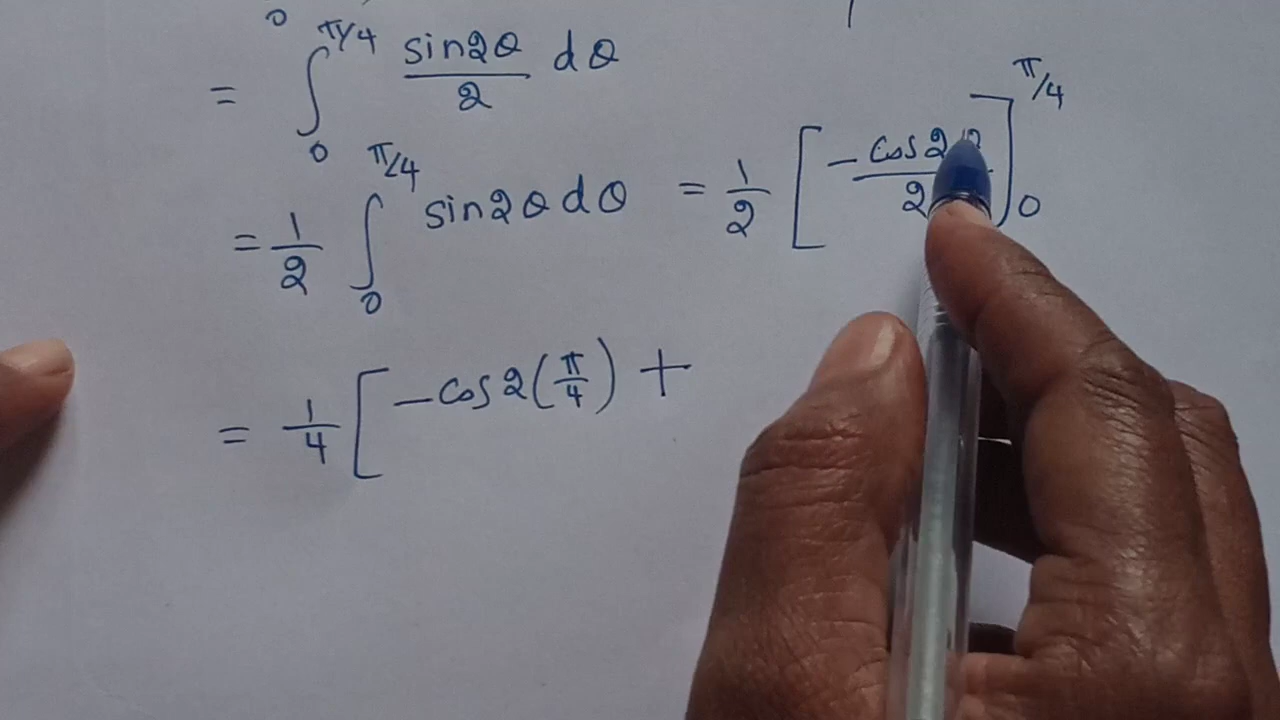 = ∫₀^{π/4} sin2θ/2 dθ
= 1/2 ∫₀^{π/4} sin2θ dθ = 1/2 [-cos2θ/2]₀^{π/4}
= 1/4 [-cos2(π/4) +